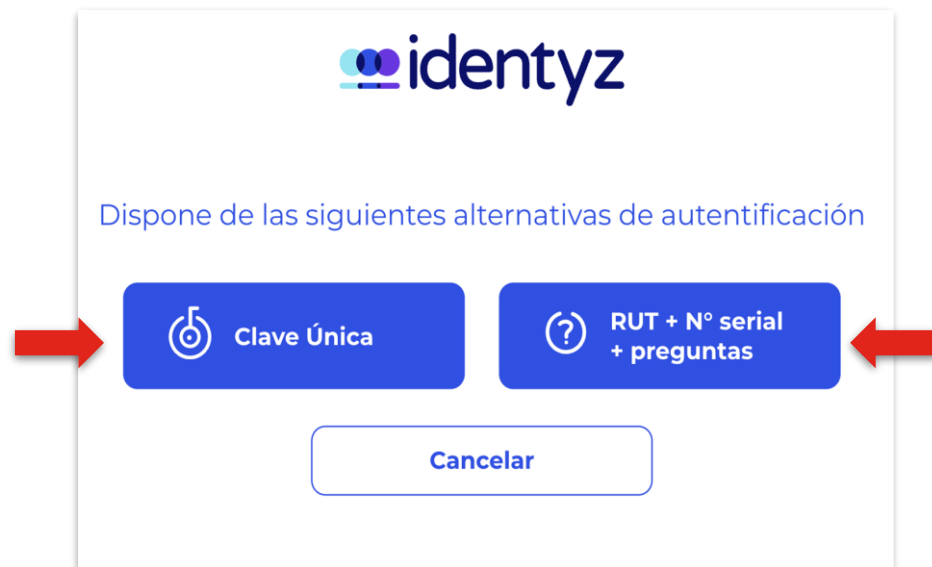 identyz
Dispone de las siguientes alternativas de autentificación
Clave Única
RUT + N° serial
+ preguntas
Cancelar